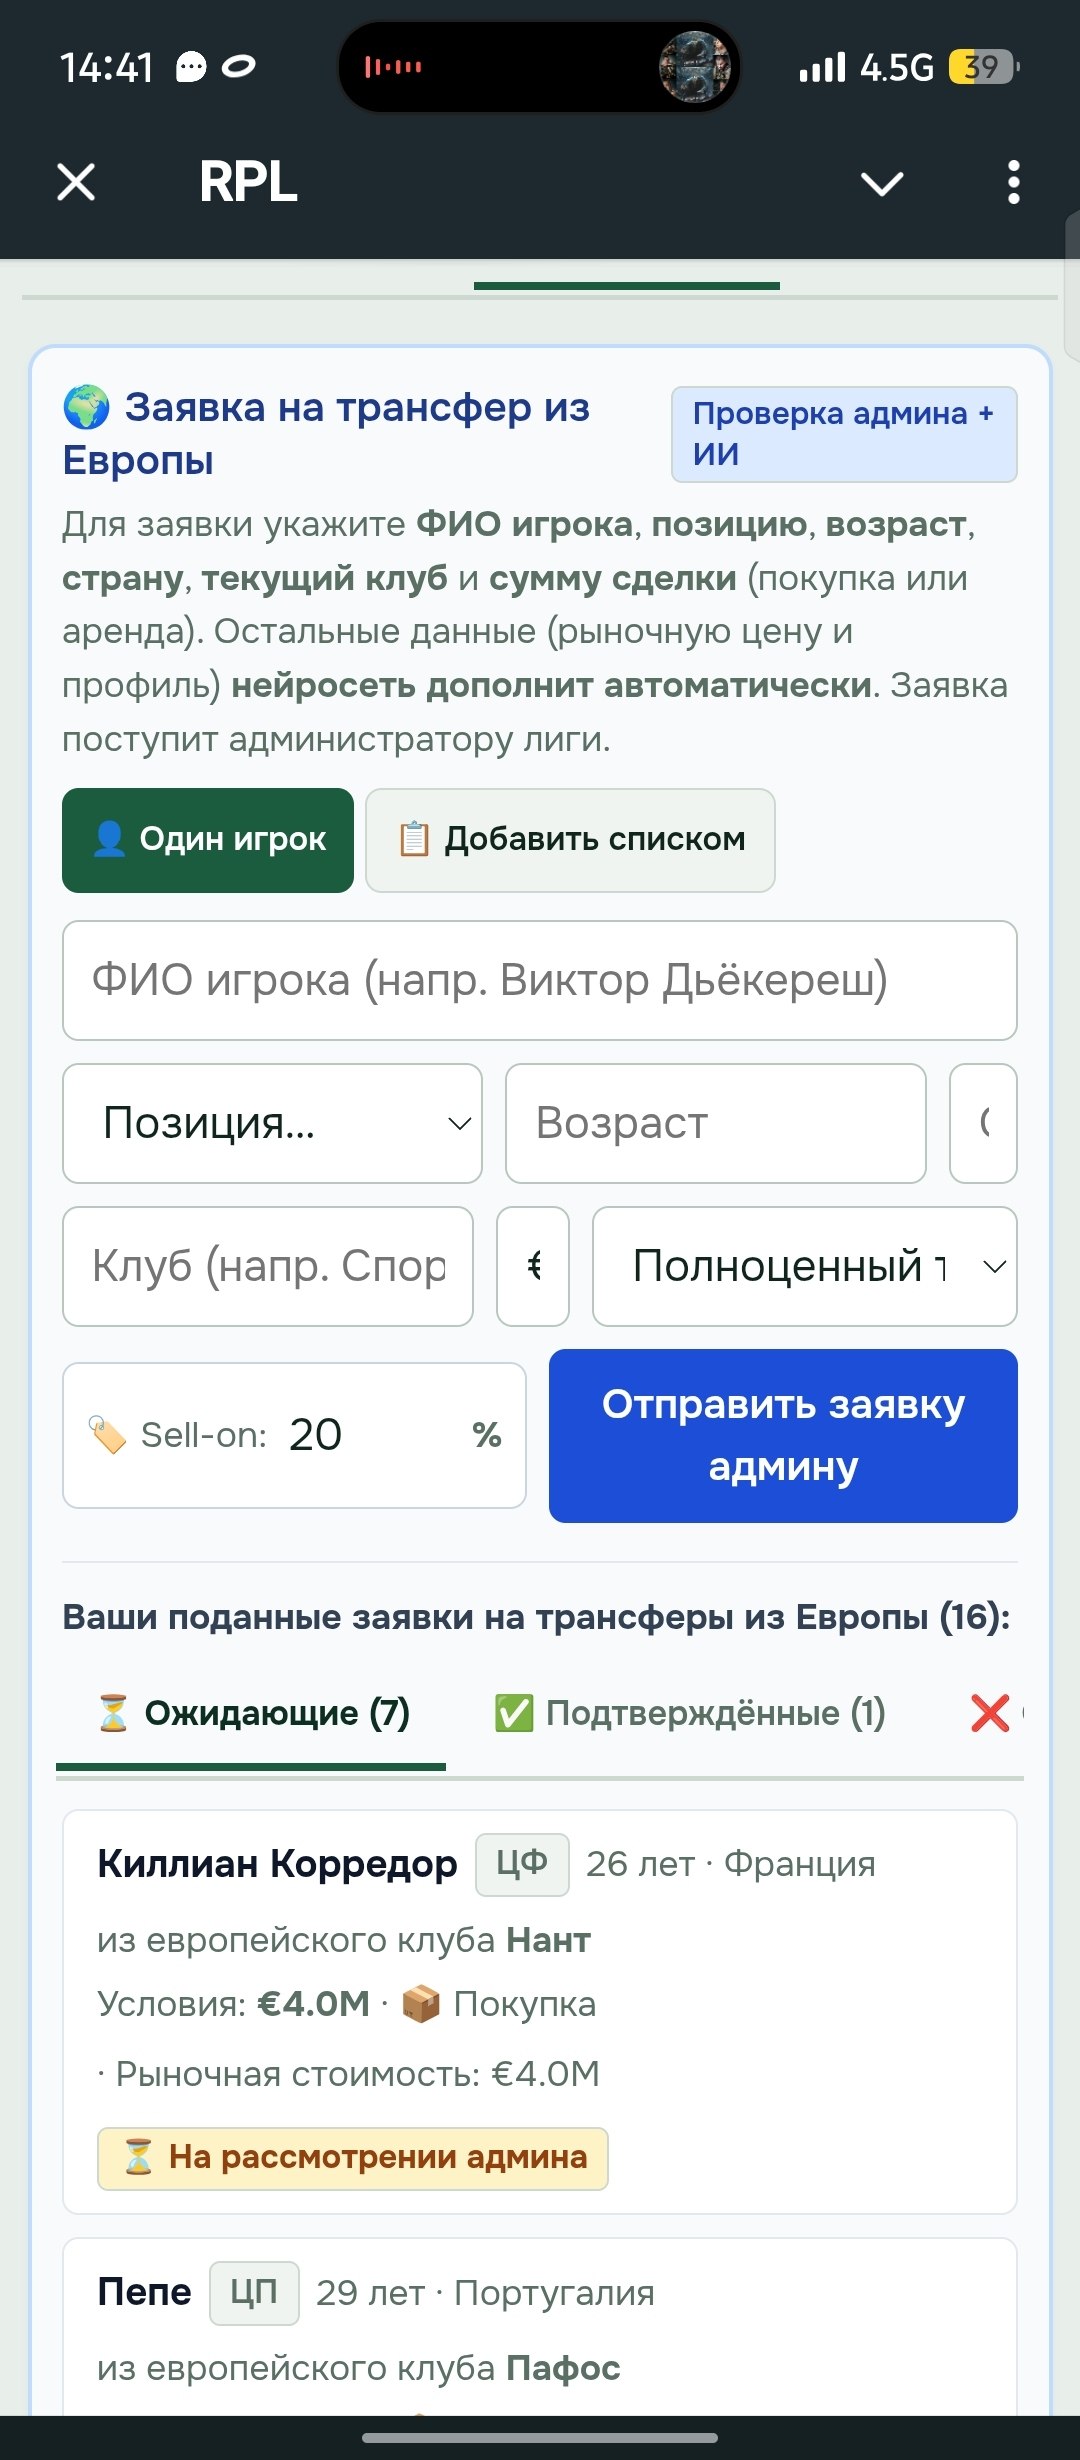 14:41
4.5G
39
RPL
Заявка на трансфер из
Европы
Проверка админа +
ИИ
Для заявки укажите ФИО игрока, позицию, возраст,
страну, текущий клуб и сумму сделки (покупка или
аренда). Остальные данные (рыночную цену и
профиль) нейросеть дополнит автоматически. Заявка
поступит администратору лиги.
Один игрок
Добавить списком
ФИО игрока (напр. Виктор Дьёкереш)
Позиция...
Возраст
Клуб (напр. Спор
€
Полноценный
Sell-on: 20 %
Отправить заявку
админу
Ваши поданные заявки на трансферы из Европы (16):
Ожидающие (7)
Подтверждённые (1)
Киллиан Корредор ЦФ 26 лет · Франция
из европейского клуба Нант
Условия: €4.0M · Покупка
· Рыночная стоимость: €4.0M
На рассмотрении админа
Пепе ЦП 29 лет · Португалия
из европейского клуба Пафос